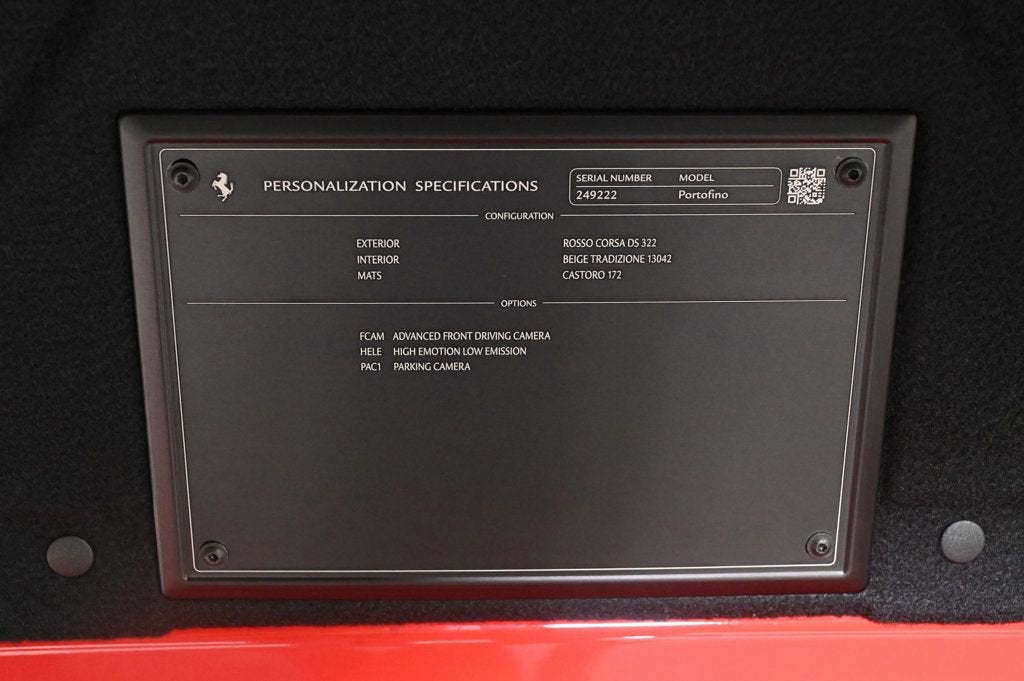 PERSONALIZATION SPECIFICATIONS
SERIAL NUMBER MODEL
249222 Portofino
CONFIGURATION
EXTERIOR ROSSO CORSA DS 322
INTERIOR BEIGE TRADIZIONE 13042
MATS CASTORO 172
OPTIONS
FCAM ADVANCED FRONT DRIVING CAMERA
HELE HIGH EMOTION LOW EMISSION
PAC1 PARKING CAMERA